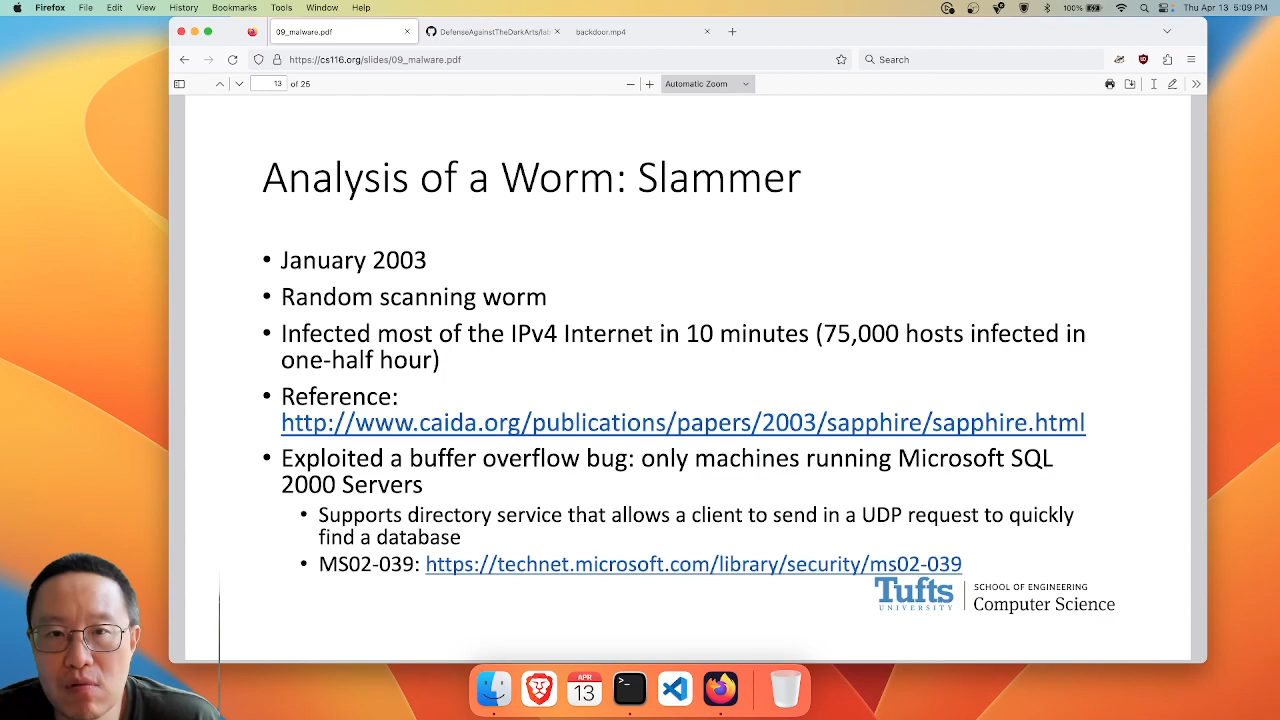 Firefox File Edit View History Bookmarks Tools Window Help 100% Thu Apr 13 5:09 PM
09_malware.pdf DefenseAgainstTheDarkArts/la backdoor.mp4
https://cs116.org/slides/09_malware.pdf Search
13 of 25 Automatic Zoom
Analysis of a Worm: Slammer
• January 2003
• Random scanning worm
• Infected most of the IPv4 Internet in 10 minutes (75,000 hosts infected in
one-half hour)
• Reference:
http://www.caida.org/publications/papers/2003/sapphire/sapphire.html
• Exploited a buffer overflow bug: only machines running Microsoft SQL
2000 Servers
• Supports directory service that allows a client to send in a UDP request to quickly
find a database
• MS02-039: https://technet.microsoft.com/library/security/ms02-039
Tufts
UNIVERSITY
SCHOOL OF ENGINEERING
Computer Science
APR
13